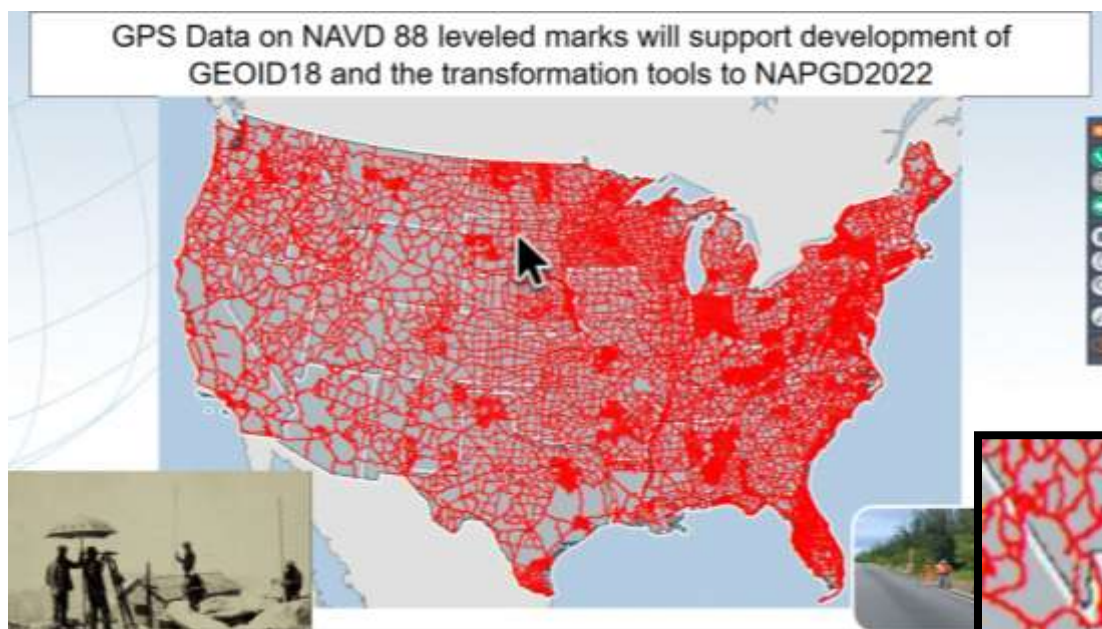 GPS Data on NAVD 88 leveled marks will support development of
GEOID18 and the transformation tools to NAPGD2022